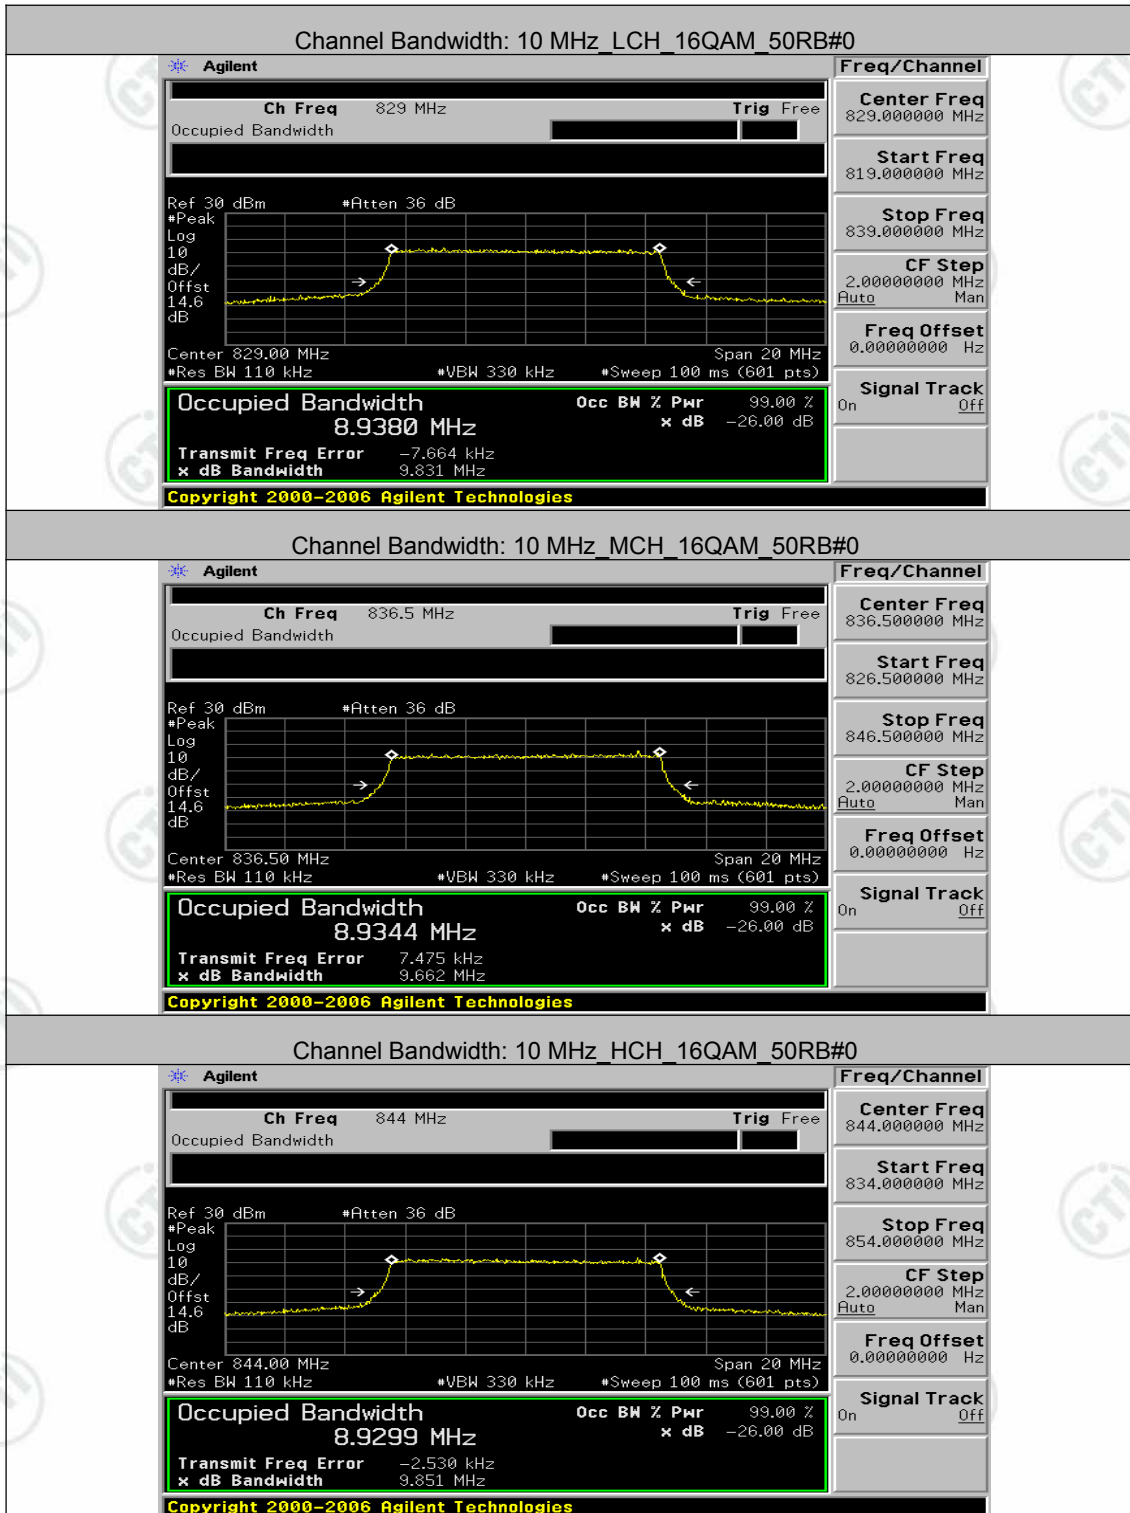 Channel Bandwidth: 10 MHz_LCH_16QAM_50RB#0
Agilent
Freq/Channel
Ch Freq 829 MHz Trig Free
Occupied Bandwidth
Center Freq
829.000000 MHz
Start Freq
819.000000 MHz
Stop Freq
839.000000 MHz
CF Step
2.00000000 MHz
Auto Man
Freq Offset
0.00000000 Hz
Signal Track
On Off
Ref 30 dBm #Atten 36 dB
#Peak
Log
10
dB/
Offst
14.6
dB
Center 829.00 MHz Span 20 MHz
#Res BW 110 kHz #VBW 330 kHz #Sweep 100 ms (601 pts)
Occupied Bandwidth Occ BW % Pwr 99.00 %
8.9380 MHz x dB -26.00 dB
Transmit Freq Error -7.664 kHz
x dB Bandwidth 9.831 MHz
Copyright 2000-2006 Agilent Technologies
Channel Bandwidth: 10 MHz_MCH_16QAM_50RB#0
Agilent
Freq/Channel
Ch Freq 836.5 MHz Trig Free
Occupied Bandwidth
Center Freq
836.500000 MHz
Start Freq
826.500000 MHz
Stop Freq
846.500000 MHz
CF Step
2.00000000 MHz
Auto Man
Freq Offset
0.00000000 Hz
Signal Track
On Off
Ref 30 dBm #Atten 36 dB
#Peak
Log
10
dB/
Offst
14.6
dB
Center 836.50 MHz Span 20 MHz
#Res BW 110 kHz #VBW 330 kHz #Sweep 100 ms (601 pts)
Occupied Bandwidth Occ BW % Pwr 99.00 %
8.9344 MHz x dB -26.00 dB
Transmit Freq Error 7.475 kHz
x dB Bandwidth 9.662 MHz
Copyright 2000-2006 Agilent Technologies
Channel Bandwidth: 10 MHz_HCH_16QAM_50RB#0
Agilent
Freq/Channel
Ch Freq 844 MHz Trig Free
Occupied Bandwidth
Center Freq
844.000000 MHz
Start Freq
834.000000 MHz
Stop Freq
854.000000 MHz
CF Step
2.00000000 MHz
Auto Man
Freq Offset
0.00000000 Hz
Signal Track
On Off
Ref 30 dBm #Atten 36 dB
#Peak
Log
10
dB/
Offst
14.6
dB
Center 844.00 MHz Span 20 MHz
#Res BW 110 kHz #VBW 330 kHz #Sweep 100 ms (601 pts)
Occupied Bandwidth Occ BW % Pwr 99.00 %
8.9299 MHz x dB -26.00 dB
Transmit Freq Error -2.530 kHz
x dB Bandwidth 9.851 MHz
Copyright 2000-2006 Agilent Technologies
CTI
CTI
CTI
CTI
CTI
CTI
CTI
CTI